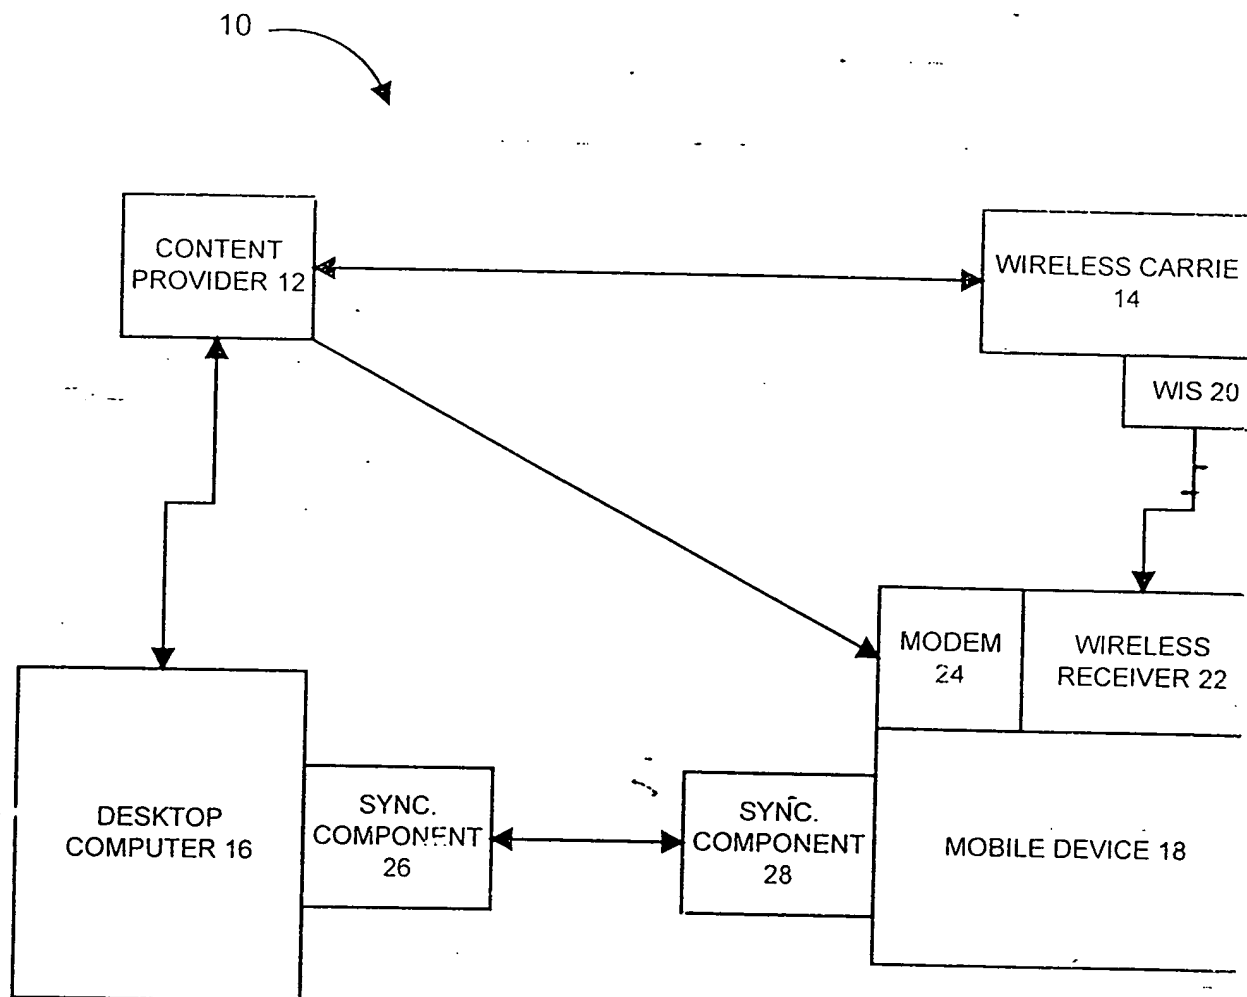 10
CONTENT
PROVIDER 12
WIRELESS CARRIE
14
WIS 20
MODEM
24
WIRELESS
RECEIVER 22
DESKTOP
COMPUTER 16
SYNC.
COMPONENT
26
SYNC.
COMPONENT
28
MOBILE DEVICE 18